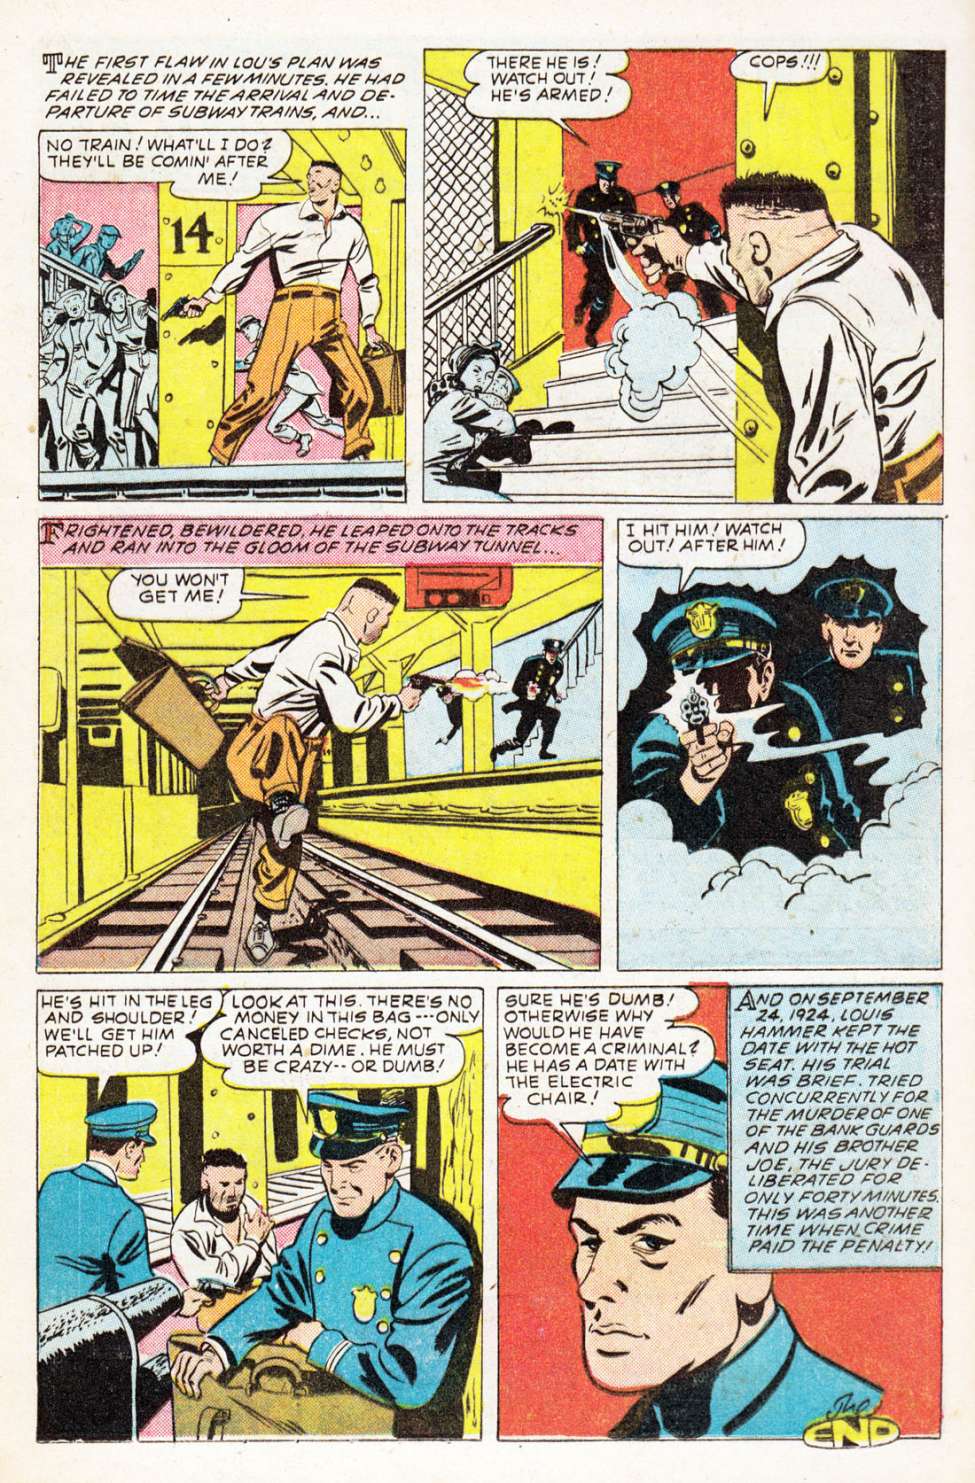 THE FIRST FLAW IN LOU'S PLAN WAS
REVEALED IN A FEW MINUTES. HE HAD
FAILED TO TIME THE ARRIVAL AND DE-
PARTURE OF SUBWAY TRAINS, AND...
NO TRAIN! WHAT'LL I DO?
THEY'LL BE COMIN' AFTER
ME!
14
THERE HE IS!
WATCH OUT!
HE'S ARMED!
COPS!!!
FRIGHTENED, BEWILDERED, HE LEAPED ONTO THE TRACKS
AND RAN INTO THE GLOOM OF THE SUBWAY TUNNEL...
YOU WON'T
GET ME!
I HIT HIM! WATCH
OUT! AFTER HIM!
HE'S HIT IN THE LEG
AND SHOULDER!
WE'LL GET HIM
PATCHED UP!
LOOK AT THIS. THERE'S NO
MONEY IN THIS BAG---ONLY
CANCELED CHECKS, NOT
WORTH A DIME. HE MUST
BE CRAZY--OR DUMB!
SURE HE'S DUMB!
OTHERWISE WHY
WOULD HE HAVE
BECOME A CRIMINAL?
HE HAS A DATE WITH
THE ELECTRIC
CHAIR!
AND ON SEPTEMBER
24, 1924, LOUIS
HAMMER KEPT THE
DATE WITH THE HOT
SEAT. HIS TRIAL
WAS BRIEF. TRIED
CONCURRENTLY FOR
THE MURDER OF ONE
OF THE BANK GUARDS
AND HIS BROTHER
JOE, THE JURY DE-
LIBERATED FOR
ONLY FORTY MINUTES.
THIS WAS ANOTHER
TIME WHEN CRIME
PAID THE PENALTY!
END